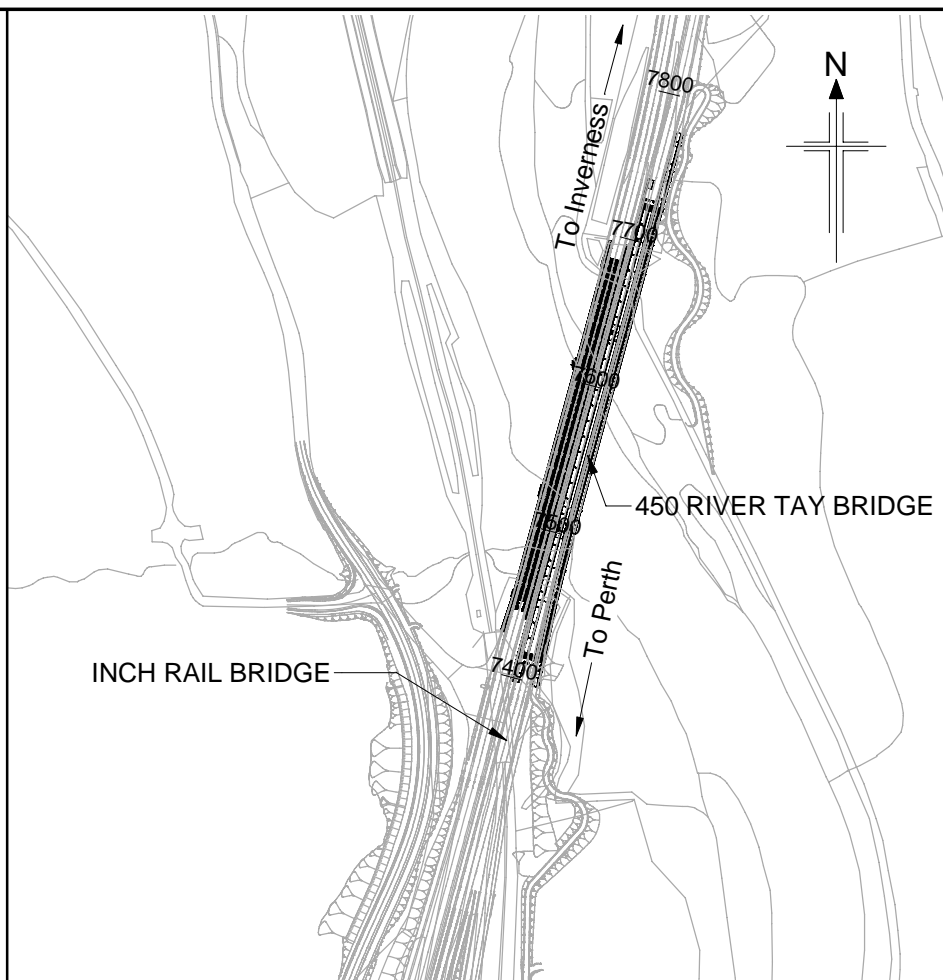 7800
N
To Inverness
7700
7600
450 RIVER TAY BRIDGE
7500
To Perth
INCH RAIL BRIDGE
7400